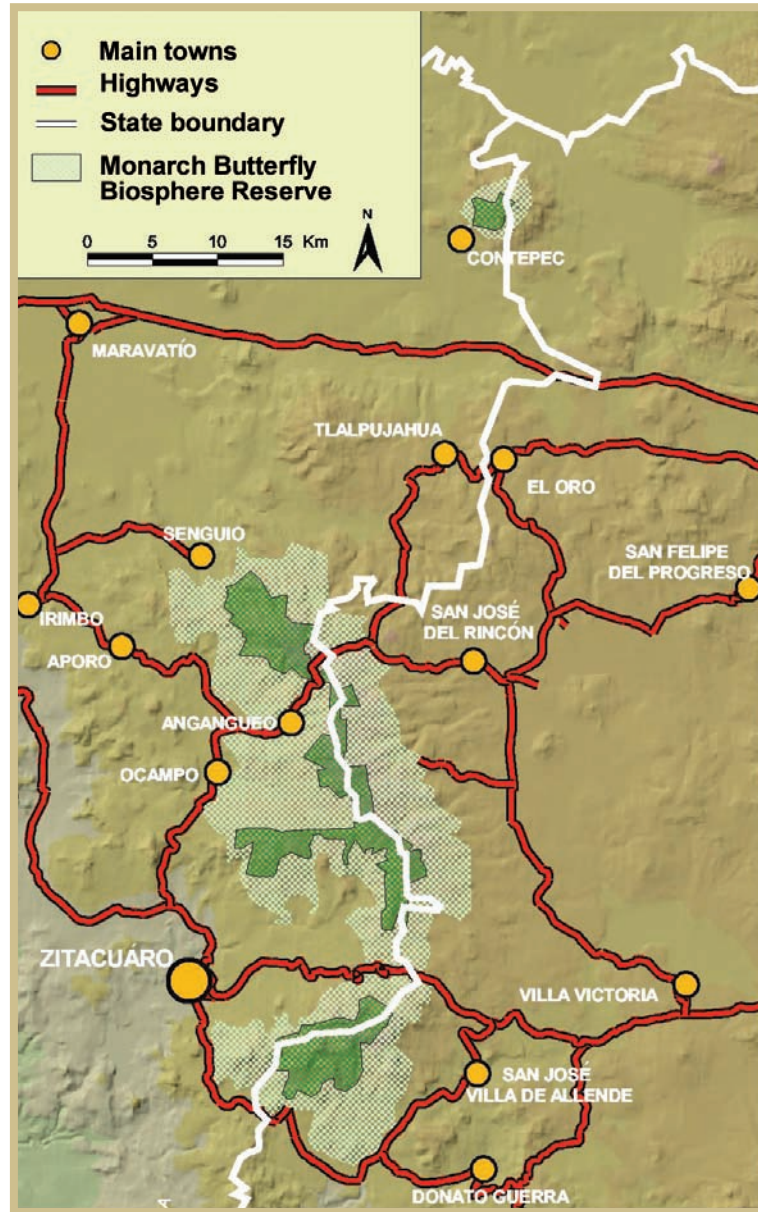 Main towns
Highways
State boundary
Monarch Butterfly
Biosphere Reserve
0 5 10 15 Km
N
CONTEPEC
MARAVATÍO
TLALPUJAHUA
EL ORO
SENGUIO
SAN FELIPE
DEL PROGRESO
IRIMBO
SAN JOSÉ
DEL RINCÓN
APORO
ANGANGUEO
OCAMPO
ZITACUÁRO
VILLA VICTORIA
SAN JOSÉ
VILLA DE ALLENDE
DONATO GUERRA